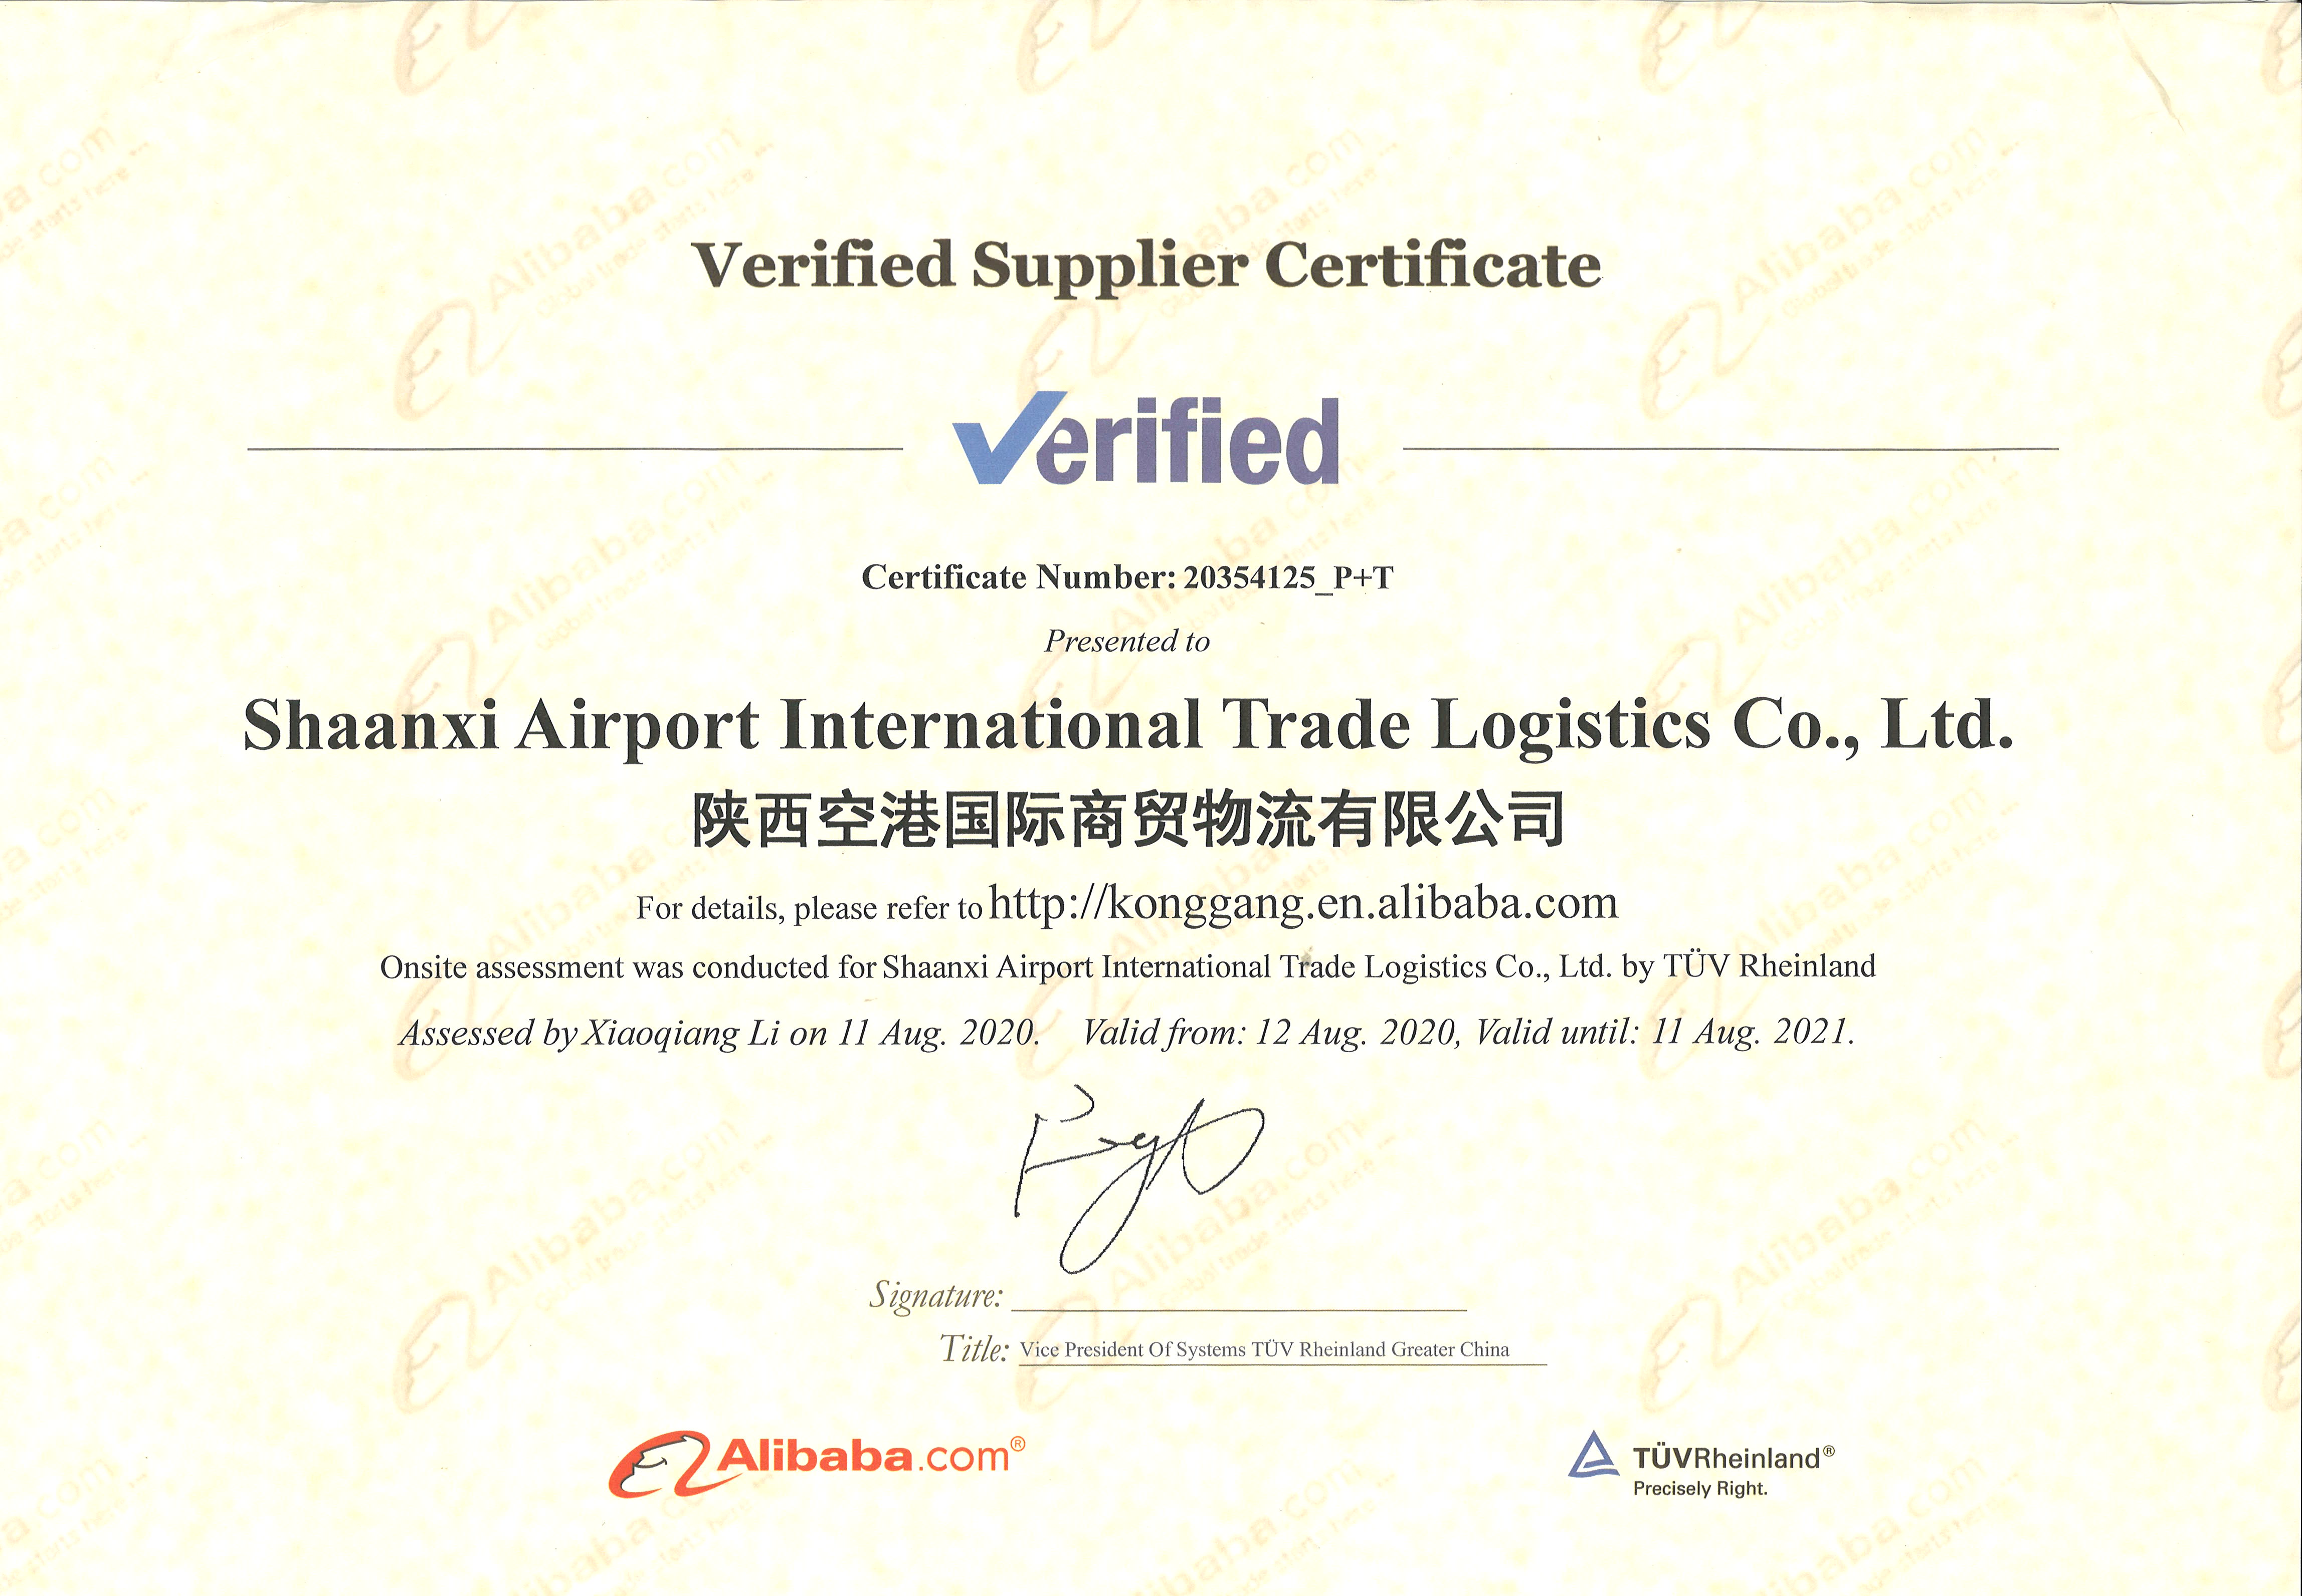 Verified Supplier Certificate
Verified
Certificate Number: 20354125_P+T
Presented to
Shaanxi Airport International Trade Logistics Co., Ltd.
陕西空港国际商贸物流有限公司
For details, please refer to http://konggang.en.alibaba.com
Onsite assessment was conducted for Shaanxi Airport International Trade Logistics Co., Ltd. by TÜV Rheinland
Assessed by Xiaoqiang Li on 11 Aug. 2020. Valid from: 12 Aug. 2020, Valid until: 11 Aug. 2021.
Signature:
Title: Vice President Of Systems TÜV Rheinland Greater China
Alibaba.com®
TÜVRheinland®
Precisely Right.